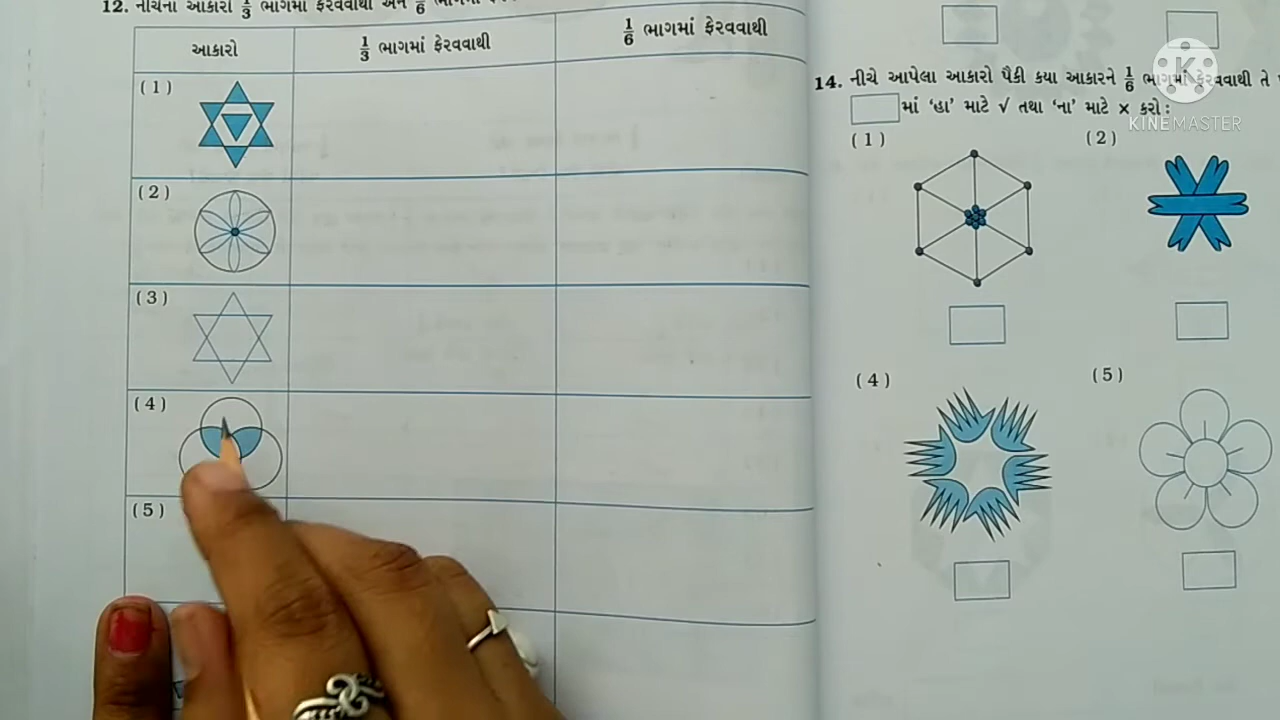 12. નીચેના આકારો 1/3 ભાગમાં ફેરવવાથી અને 1/6
આકારો
1/3 ભાગમાં ફેરવવાથી
1/6 ભાગમાં ફેરવવાથી
(1)
(2)
(3)
(4)
(5)
14. નીચે આપેલા આકારો પૈકી કયા આકારને 1/6 ભાગમાં ફેરવવાથી તે
માં ‘હા’ માટે √ તથા ‘ના’ માટે × કરો :
(1)
(2)
(4)
(5)
K
KINEMASTER